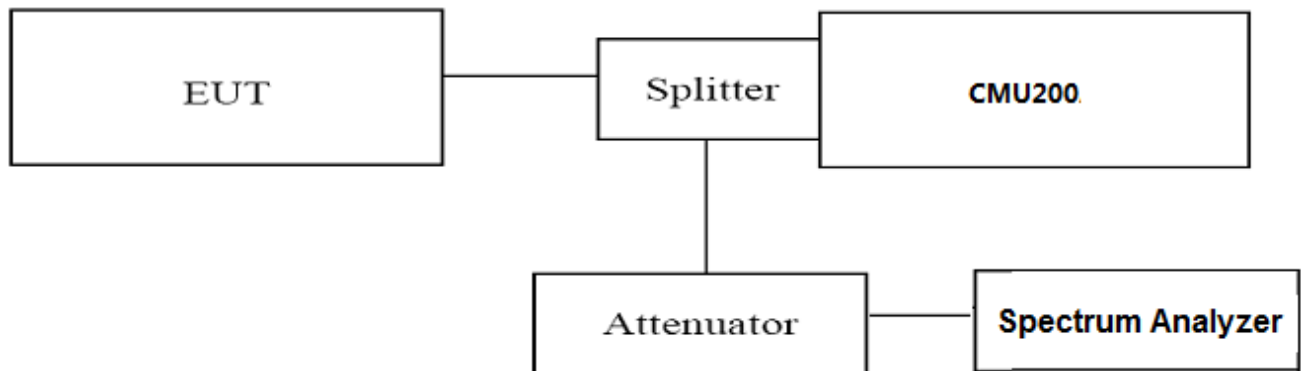 EUT
Splitter
CMU200
Attenuator
Spectrum Analyzer